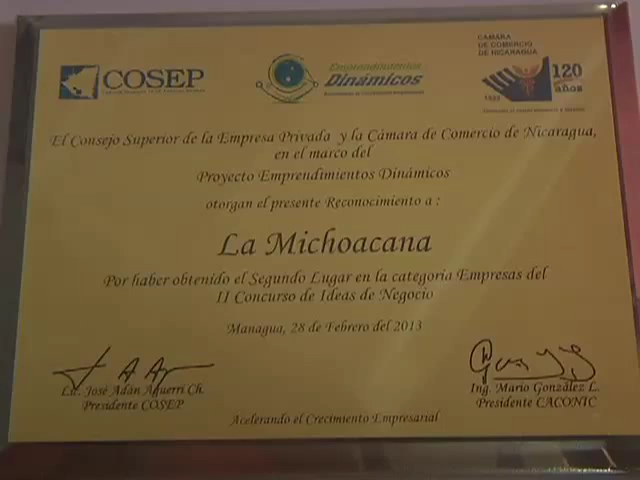 COSEP
Emprendimientos
Dinámicos
CÁMARA
DE COMERCIO
DE NICARAGUA
120
años
El Consejo Superior de la Empresa Privada y la Cámara de Comercio de Nicaragua,
en el marco del
Proyecto Emprendimientos Dinámicos
otorgan el presente Reconocimiento a :
La Michoacana
Por haber obtenido el Segundo Lugar en la categoría Empresas del
II Concurso de Ideas de Negocio
Managua, 28 de Febrero del 2013
Lic. José Adán Aguerri Ch.
Presidente COSEP
Ing. Mario González L.
Presidente CACONIC
Acelerando el Crecimiento Empresarial